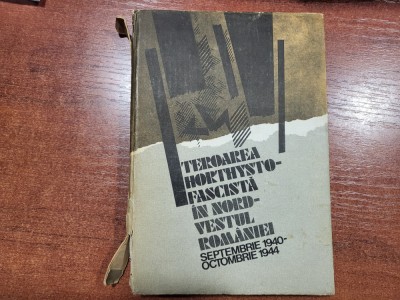 TEROAREA
HORTHYSTO-
FASCISTĂ
ÎN NORD-
VESTUL
ROMÂNIEI
SEPTEMBRIE 1940-
OCTOMBRIE 1944